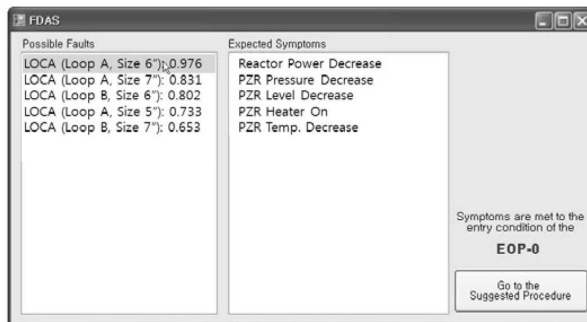 FDAS
Possible Faults
LOCA (Loop A, Size 6"): 0.976
LOCA (Loop A, Size 7"): 0.831
LOCA (Loop B, Size 6"): 0.802
LOCA (Loop A, Size 5"): 0.733
LOCA (Loop B, Size 7"): 0.653
Expected Symptoms
Reactor Power Decrease
PZR Pressure Decrease
PZR Level Decrease
PZR Heater On
PZR Temp. Decrease
Symptoms are met to the
entry condition of the
EOP-0
Go to the
Suggested Procedure